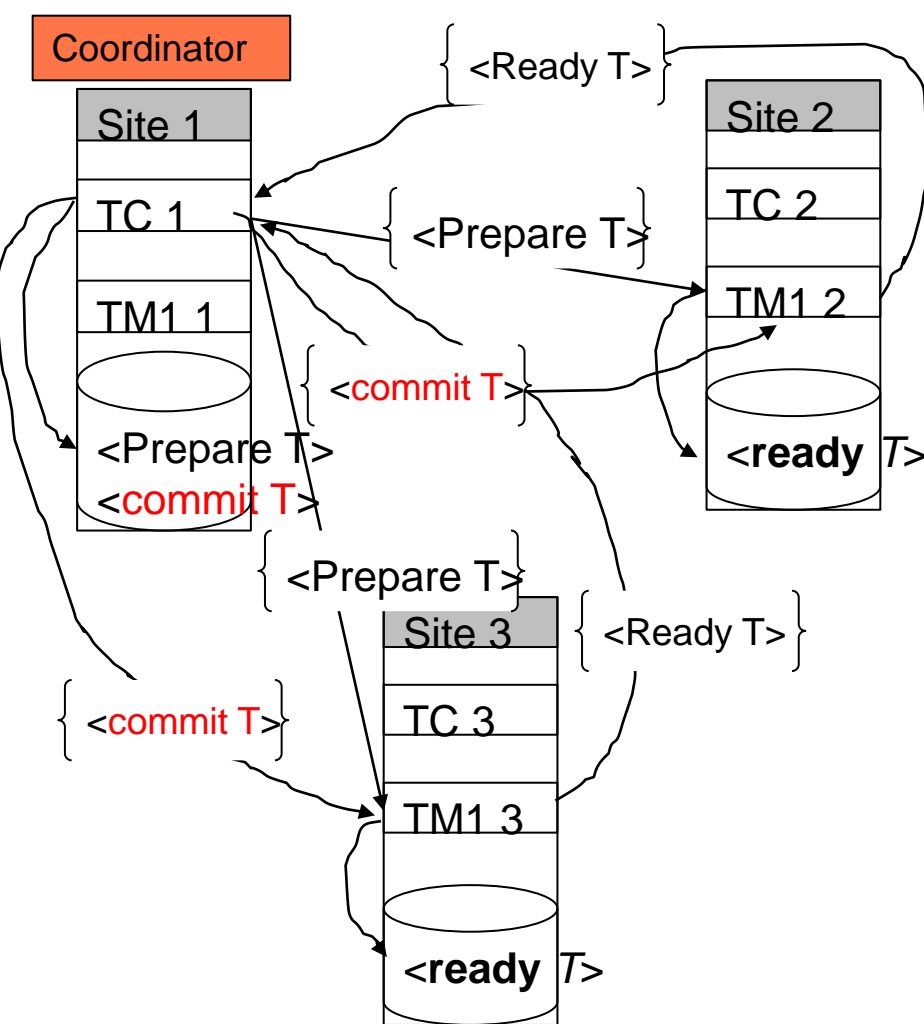 Coordinator
<Ready T>
Site 1
Site 2
TC 1
TC 2
<Prepare T>
TM1 1
TM1 2
<commit T>
<Prepare T>
<commit T>
<ready T>
<Prepare T>
Site 3
<Ready T>
<commit T>
TC 3
TM1 3
<ready T>